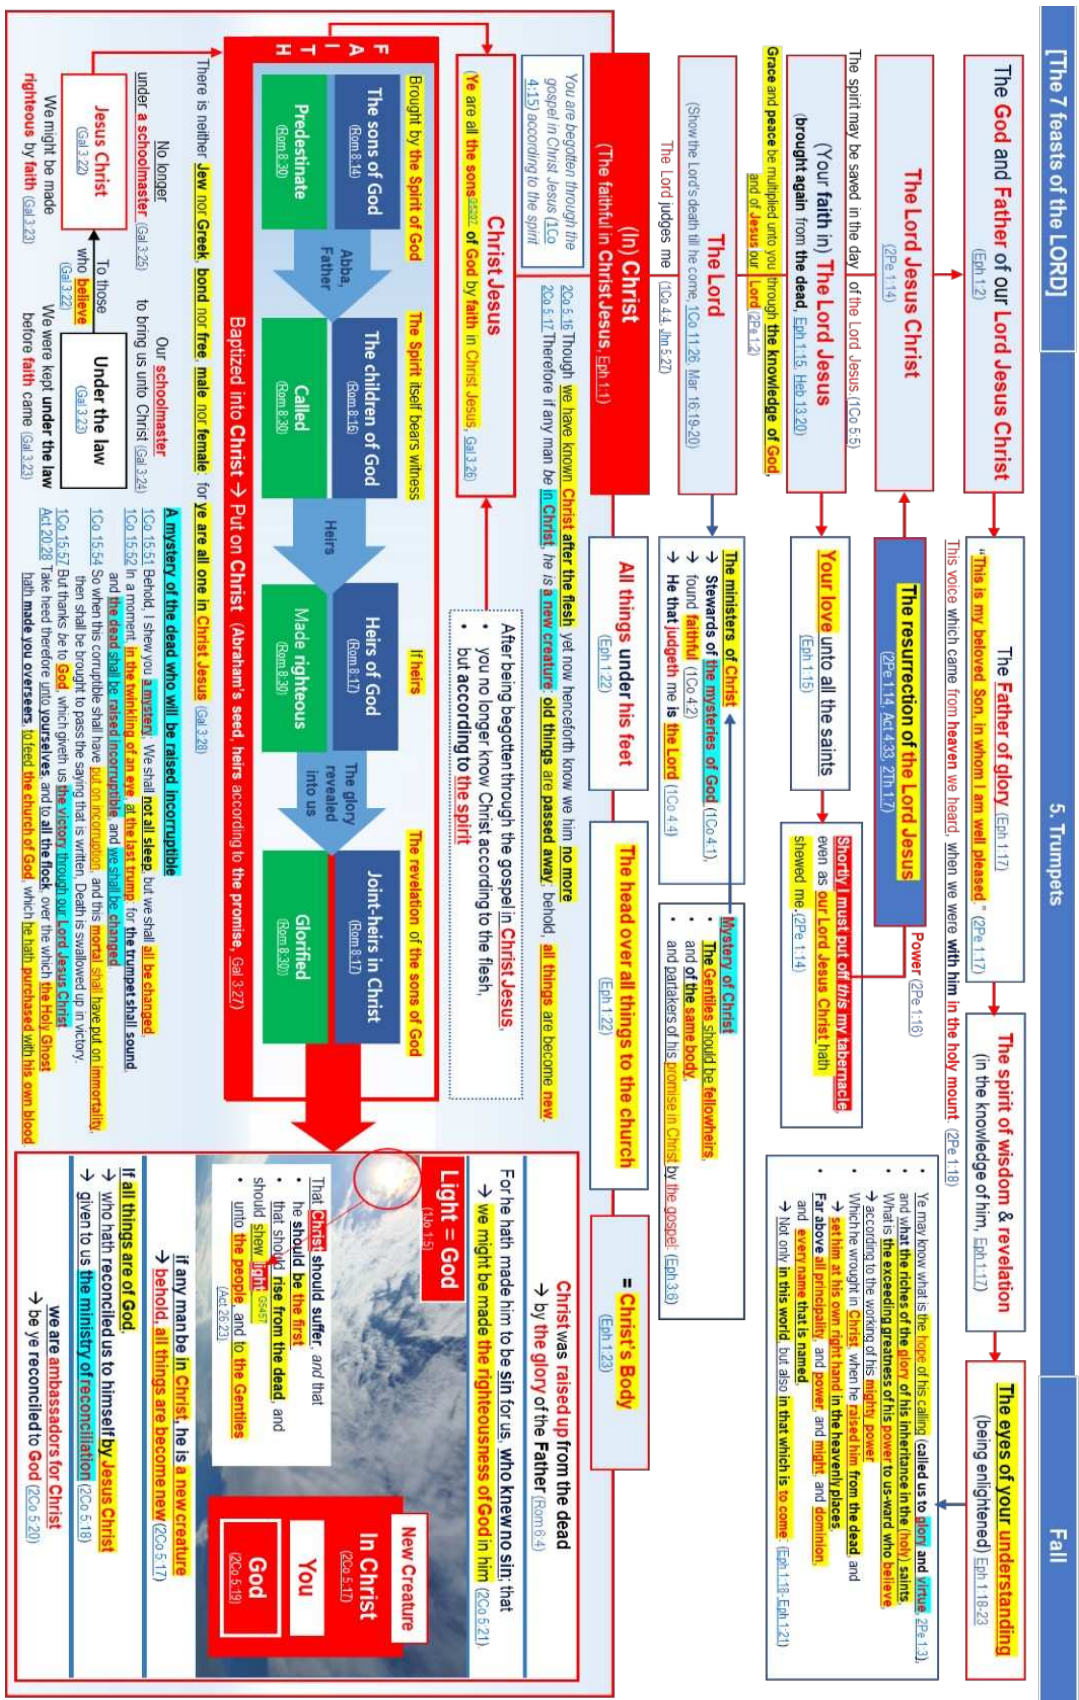 [The 7 feasts of the LORD]
5. Trumpets
Fall
The God and Father of our Lord Jesus Christ
(Eph 1:2)
The Father of glory (Eph 1:17)
"This is my beloved Son, in whom I am well pleased." (2Pe 1:17)
The spirit of wisdom & revelation
(in the knowledge of him, Eph 1:17)
The eyes of your understanding
(being enlightened) Eph 1:18-23
This voice which came from heaven we heard, when we were with him in the holy mount. (2Pe 1:18)
The Lord Jesus Christ
(2Pe 1:14)
The resurrection of the Lord Jesus
(2Pe 1:14, Act 4:33, 2Th 1:7)
Power (2Pe 1:16)
The spirit may be saved in the day of the Lord Jesus.(1Co 5:5)
(Your faith in) The Lord Jesus
(brought again from the dead, Eph 1:15, Heb 13:20)
Your love unto all the saints
(Eph 1:15)
Shortly I must put off this my tabernacle,
even as our Lord Jesus Christ hath
shewed me.(2Pe 1:14)
Ye may know what is the hope of his calling (called us to glory and virtue, 2Pe 1:3),
and what the riches of the glory of his inheritance in the (holy) saints
What is the exceeding greatness of his power to us-ward who believe,
→ according to the working of his mighty power
Which he wrought in Christ, when he raised him from the dead, and
→ set him at his own right hand in the heavenly places,
• Far above all principality, and power, and might, and dominion,
and every name that is named,
→ Not only in this world, but also in that which is to come: (Eph 1:18- Eph 1:21)
Grace and peace be multiplied unto you through the knowledge of God,
and of Jesus our Lord (2Pe 1:2)
The Lord
(Show the Lord's death till he come, 1Co 11:26, Mar 16:19-20)
The ministers of Christ
→ Stewards of the mysteries of God (1Co 4:1),
→ found faithful (1Co 4:2)
→ He that judgeth me is the Lord (1Co 4:4)
Mystery of Christ
• The Gentiles should be fellowheirs,
• and of the same body,
• and partakers of his promise in Christ by the gospel: (Eph 3:6)
The Lord judges me (1Co 4:4, Jhn 5:27)
(In) Christ
(The faithful in Christ Jesus, Eph 1:1)
All things under his feet
(Eph 1:22)
The head over all things to the church
(Eph 1:22)
= Christ's Body
(Eph 1:23)
You are begotten through the
gospel in Christ Jesus (1Co
4:15) according to the spirit
2Co 5:16 Though we have known Christ after the flesh yet now henceforth know we him no more
2Co 5:17 Therefore if any man be in Christ, he is a new creature: old things are passed away; behold, all things are become new.
Christ Jesus
(Ye are all the sons G5207 of God by faith in Christ Jesus, Gal 3:26)
After being begotten through the gospel in Christ Jesus,
• you no longer know Christ according to the flesh,
• but according to the spirit
FAITH
Brought by the Spirit of God
The Spirit itself bears witness
If heirs
The revelation of the sons of God
The sons of God
(Rom 8:14)
Predestinate
(Rom 8:30)
Abba,
Father
The children of God
(Rom 8:16)
Called
(Rom 8:30)
Heirs
Heirs of God
(Rom 8:17)
Made righteous
(Rom 8:30)
The glory
revealed
into us
Joint-heirs in Christ
(Rom 8:17)
Glorified
(Rom 8:30))
Baptized into Christ → Put on Christ (Abraham's seed, heirs according to the promise, Gal 3:27)
There is neither Jew nor Greek, bond nor free, male nor female: for ye are all one in Christ Jesus (Gal 3:28)
No longer
under a schoolmaster (Gal 3:25)
Our schoolmaster
to bring us unto Christ (Gal 3:24)
Jesus Christ
(Gal 3:22)
To those
who believe
(Gal 3:22)
Under the law
(Gal 3:23)
We might be made
righteous by faith (Gal 3:23)
We were kept under the law
before faith came (Gal 3:23)
A mystery of the dead who will be raised incorruptible
1Co 15:51 Behold, I shew you a mystery; We shall not all sleep, but we shall all be changed,
1Co 15:52 In a moment, in the twinkling of an eye, at the last trump: for the trumpet shall sound,
and the dead shall be raised incorruptible, and we shall be changed
1Co 15:54 So when this corruptible shall have put on incorruption, and this mortal shall have put on immortality,
then shall be brought to pass the saying that is written, Death is swallowed up in victory.
1Co 15:57 But thanks be to God, which giveth us the victory through our Lord Jesus Christ
Act 20:28 Take heed therefore unto yourselves, and to all the flock, over the which the Holy Ghost
hath made you overseers, to feed the church of God, which he hath purchased with his own blood.
Christ was raised up from the dead
→ by the glory of the Father (Rom 6:4)
For he hath made him to be sin for us, who knew no sin; that
→ we might be made the righteousness of God in him (2Co 5:21).
Light = God
(1Jo 1:5)
That Christ should suffer, and that
• he should be the first
• that should rise from the dead, and
should shew light G5457
• unto the people, and to the Gentiles
(Act 26:23).
New Creature
In Christ
(2Co 5:17)
You
God
(2Co 5:19)
if any man be in Christ, he is a new creature
→ behold, all things are become new (2Co 5:17)
If all things are of God,
→ who hath reconciled us to himself by Jesus Christ
→ given to us the ministry of reconciliation (2Co 5:18)
we are ambassadors for Christ
→ be ye reconciled to God (2Co 5:20)